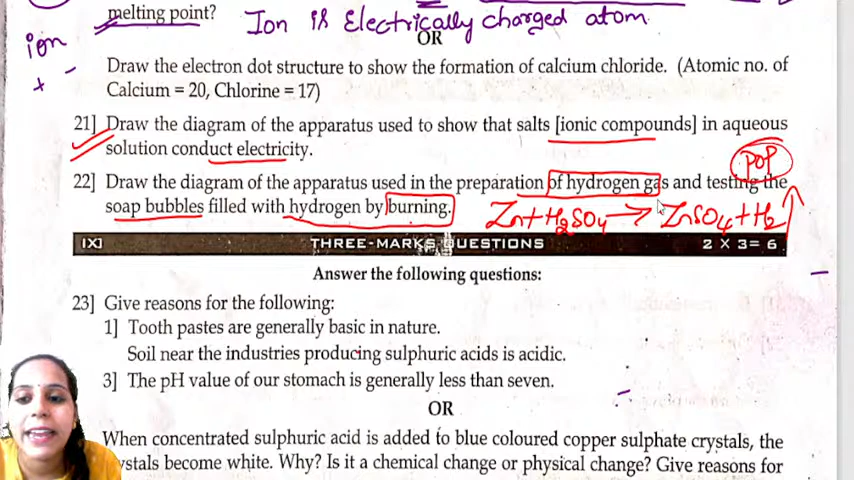 melting point? Ion is Electrically charged atom
ion
+ -
OR
Draw the electron dot structure to show the formation of calcium chloride. (Atomic no. of
Calcium = 20, Chlorine = 17)
21] Draw the diagram of the apparatus used to show that salts [ionic compounds] in aqueous
solution conduct electricity.
POP
22] Draw the diagram of the apparatus used in the preparation of hydrogen gas and testing the
soap bubbles filled with hydrogen by burning. Zn+H2SO4→ZnSO4+H2
IX] THREE-MARKS QUESTIONS 2 X 3= 6
Answer the following questions:
23] Give reasons for the following:
1] Tooth pastes are generally basic in nature.
Soil near the industries producing sulphuric acids is acidic.
3] The pH value of our stomach is generally less than seven.
OR
When concentrated sulphuric acid is added to blue coloured copper sulphate crystals, the
ystals become white. Why? Is it a chemical change or physical change? Give reasons for